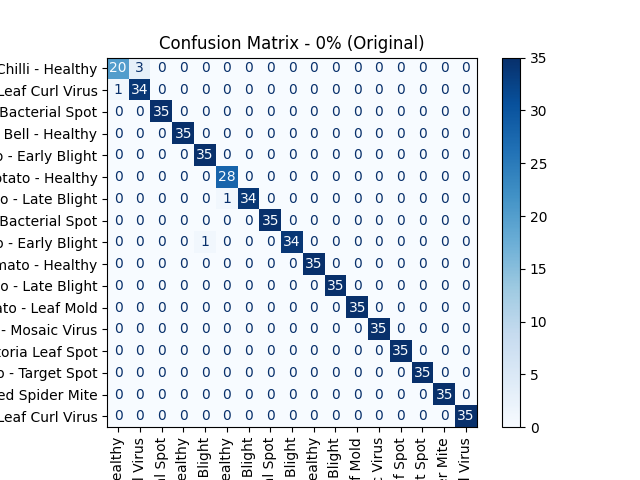 Confusion Matrix - 0% (Original)
Chilli - Healthy 20 3 0 0 0 0 0 0 0 0 0 0 0 0 0 0 0
Leaf Curl Virus 1 34 0 0 0 0 0 0 0 0 0 0 0 0 0 0 0
Bacterial Spot 0 0 35 0 0 0 0 0 0 0 0 0 0 0 0 0 0
Bell - Healthy 0 0 0 35 0 0 0 0 0 0 0 0 0 0 0 0 0
o - Early Blight 0 0 0 0 35 0 0 0 0 0 0 0 0 0 0 0 0
otato - Healthy 0 0 0 0 0 28 0 0 0 0 0 0 0 0 0 0 0
o - Late Blight 0 0 0 0 0 1 34 0 0 0 0 0 0 0 0 0 0
Bacterial Spot 0 0 0 0 0 0 0 35 0 0 0 0 0 0 0 0 0
o - Early Blight 0 0 0 0 1 0 0 0 34 0 0 0 0 0 0 0 0
mato - Healthy 0 0 0 0 0 0 0 0 0 35 0 0 0 0 0 0 0
o - Late Blight 0 0 0 0 0 0 0 0 0 0 35 0 0 0 0 0 0
ato - Leaf Mold 0 0 0 0 0 0 0 0 0 0 0 35 0 0 0 0 0
- Mosaic Virus 0 0 0 0 0 0 0 0 0 0 0 0 35 0 0 0 0
toria Leaf Spot 0 0 0 0 0 0 0 0 0 0 0 0 0 35 0 0 0
o - Target Spot 0 0 0 0 0 0 0 0 0 0 0 0 0 0 35 0 0
ed Spider Mite 0 0 0 0 0 0 0 0 0 0 0 0 0 0 0 35 0
Leaf Curl Virus 0 0 0 0 0 0 0 0 0 0 0 0 0 0 0 0 35
ealthy
l Virus
al Spot
ealthy
Blight
ealthy
Blight
al Spot
Blight
ealthy
Blight
f Mold
c Virus
f Spot
t Spot
er Mite
l Virus
35
30
25
20
15
10
5
0